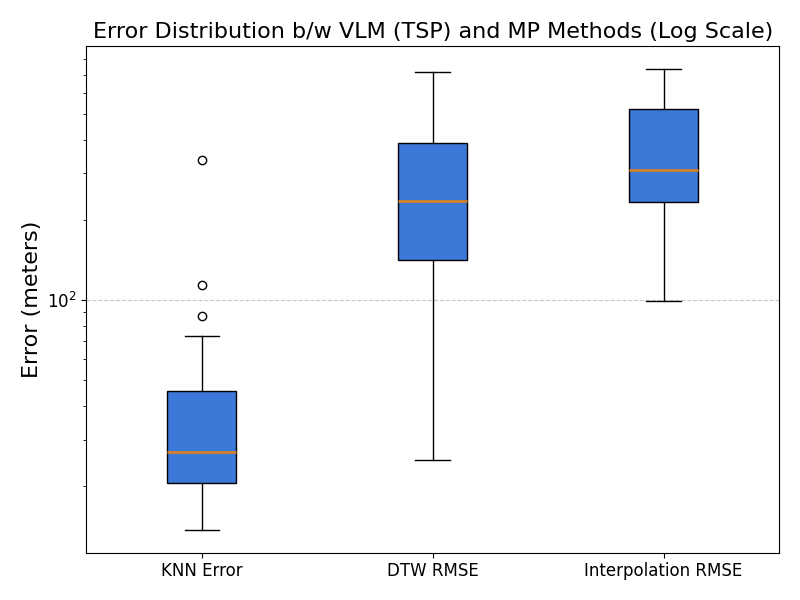 Error Distribution b/w VLM (TSP) and MP Methods (Log Scale)
Error (meters)
10²
KNN Error
DTW RMSE
Interpolation RMSE